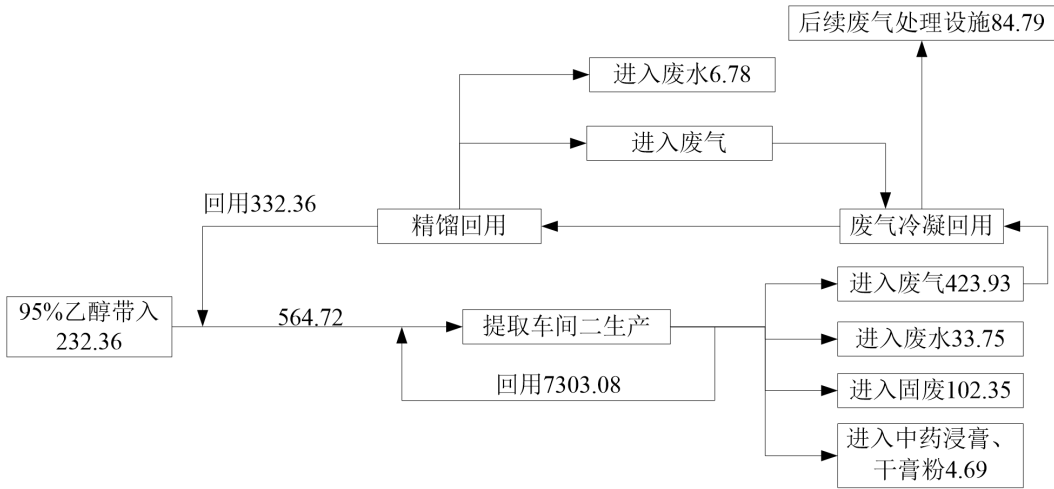 后续废气处理设施84.79
进入废水6.78
进入废气
回用332.36
精馏回用
废气冷凝回用
进入废气423.93
95%乙醇带入
232.36
564.72
提取车间二生产
进入废水33.75
回用7303.08
进入固废102.35
进入中药浸膏、
干膏粉4.69